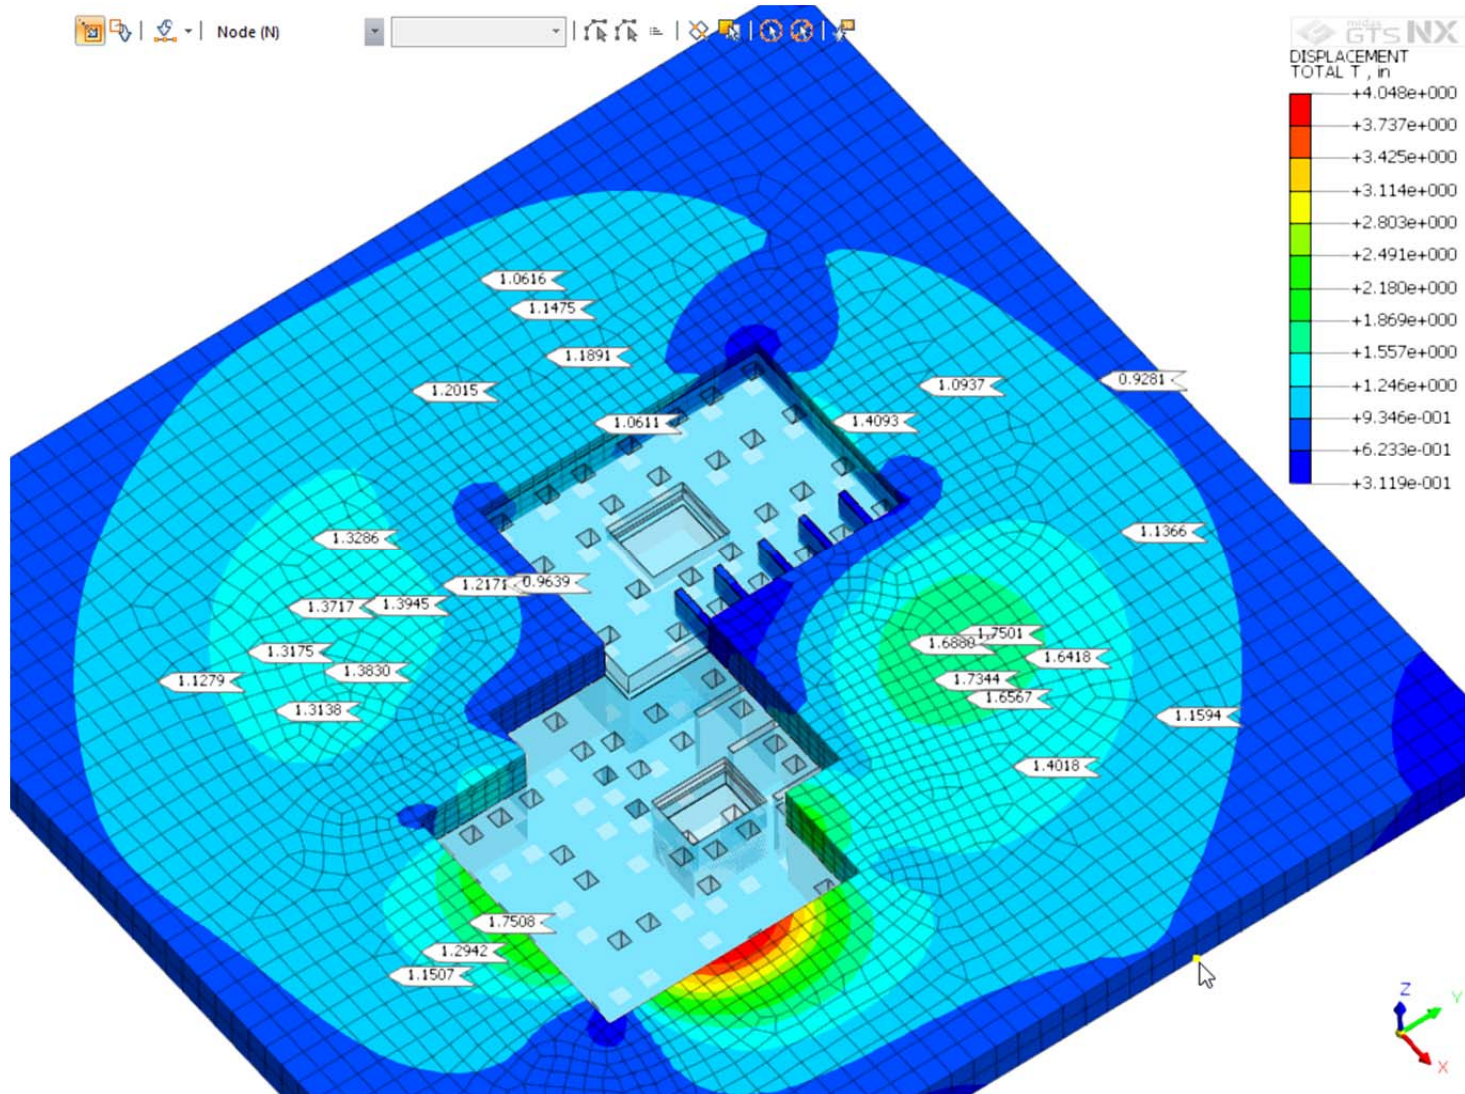 Node (N)
midas
GTS NX
DISPLACEMENT
TOTAL T , in
+4.048e+000
+3.737e+000
+3.425e+000
+3.114e+000
+2.803e+000
+2.491e+000
+2.180e+000
+1.869e+000
+1.557e+000
+1.246e+000
+9.346e-001
+6.233e-001
+3.119e-001
1.0616
1.1475
1.1891
1.2015
1.0611
1.0937
0.9281
1.4093
1.3286
1.1366
1.2171
0.9639
1.3717
1.3945
1.7501
1.3175
1.6418
1.1279
1.3830
1.7344
1.6567
1.3138
1.1594
1.4018
1.7508
1.2942
1.1507
Z
Y
X